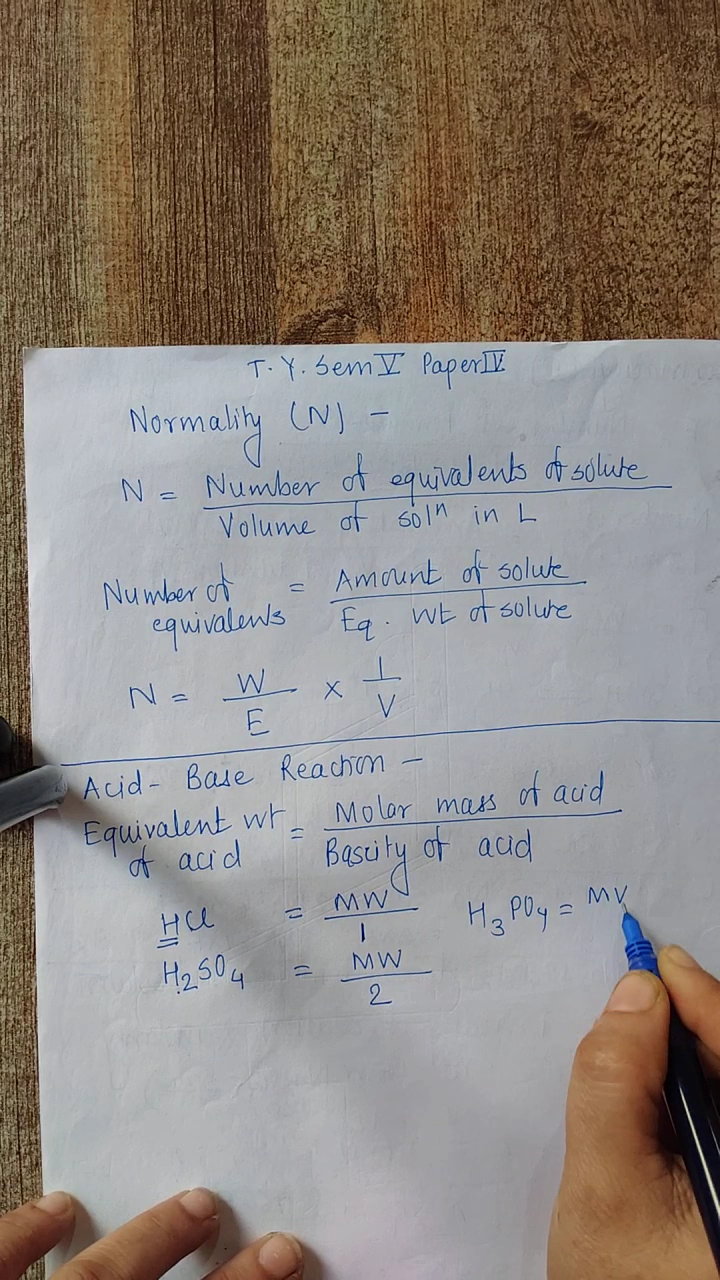 T. Y. Sem V Paper IV
Normality (N) -
N = Number of equivalents of solute
Volume of solⁿ in L
Number of equivalents = Amount of solute
Eq. Wt of solute
N = W/E × 1/V
Acid-Base Reaction -
Equivalent wt of acid = Molar mass of acid
Bascity of acid
HCl = MW/1
H₃PO₄ = MV
H₂SO₄ = MW/2